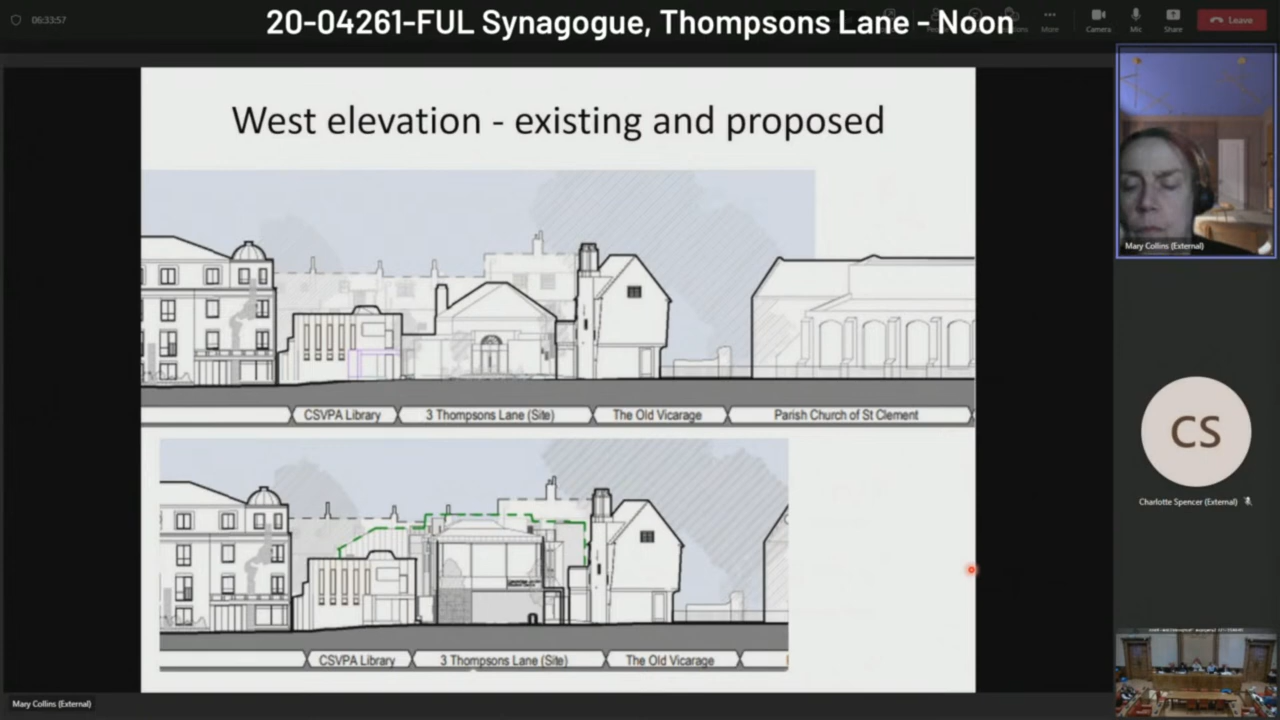 20-04261-FUL Synagogue, Thompsons Lane - Noon
06:33:57
More
Camera
Mic
Share
Leave
West elevation - existing and proposed
CSVPA Library
3 Thompsons Lane (Site)
The Old Vicarage
Parish Church of St Clement
CSVPA Library
3 Thompsons Lane (Site)
The Old Vicarage
Mary Collins (External)
CS
Charlotte Spencer (External)
Mary Collins (External)